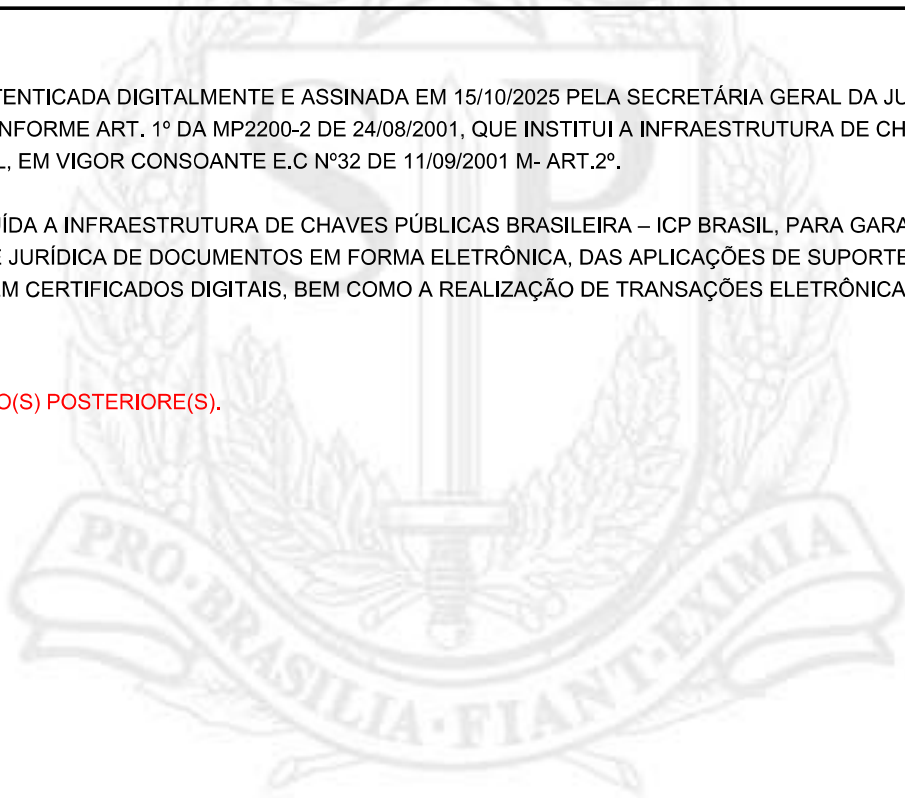 TENTICADA DIGITALMENTE E ASSINADA EM 15/10/2025 PELA SECRETÁRIA GERAL DA JU
NFORME ART. 1º DA MP2200-2 DE 24/08/2001, QUE INSTITUI A INFRAESTRUTURA DE CH
L, EM VIGOR CONSOANTE E.C Nº32 DE 11/09/2001 M- ART.2º.
ÍDA A INFRAESTRUTURA DE CHAVES PÚBLICAS BRASILEIRA – ICP BRASIL, PARA GARA
E JURÍDICA DE DOCUMENTOS EM FORMA ELETRÔNICA, DAS APLICAÇÕES DE SUPORTE
EM CERTIFICADOS DIGITAIS, BEM COMO A REALIZAÇÃO DE TRANSAÇÕES ELETRÔNICA
O(S) POSTERIORE(S).
SP
PRO·BRASILIA·FIANT·EXIMIA